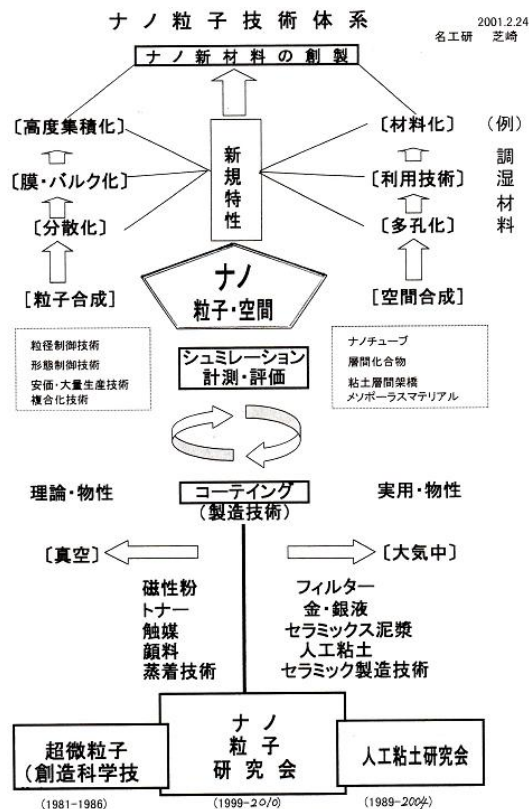 ナノ粒子技術体系
2001.2.24
名工研 芝崎
ナノ新材料の創製
[高度集積化]
[材料化]
(例)
新規特性
調湿材料
[膜・バルク化]
[利用技術]
[分散化]
[多孔化]
ナノ
粒子・空間
[粒子合成]
[空間合成]
粒径制御技術
形態制御技術
安価・大量生産技術
複合化技術
シュミレーション
計測・評価
ナノチューブ
層間化合物
粘土層間架橋
メソポーラスマテリアル
理論・物性
コーテイング
(製造技術)
実用・物性
[真空]
[大気中]
磁性粉
トナー
触媒
顔料
蒸着技術
フィルター
金・銀液
セラミックス泥漿
人工粘土
セラミック製造技術
超微粒子
(創造科学技
ナノ
粒子
研究会
人工粘土研究会
(1981-1986)
(1999-2010)
(1989-2004)